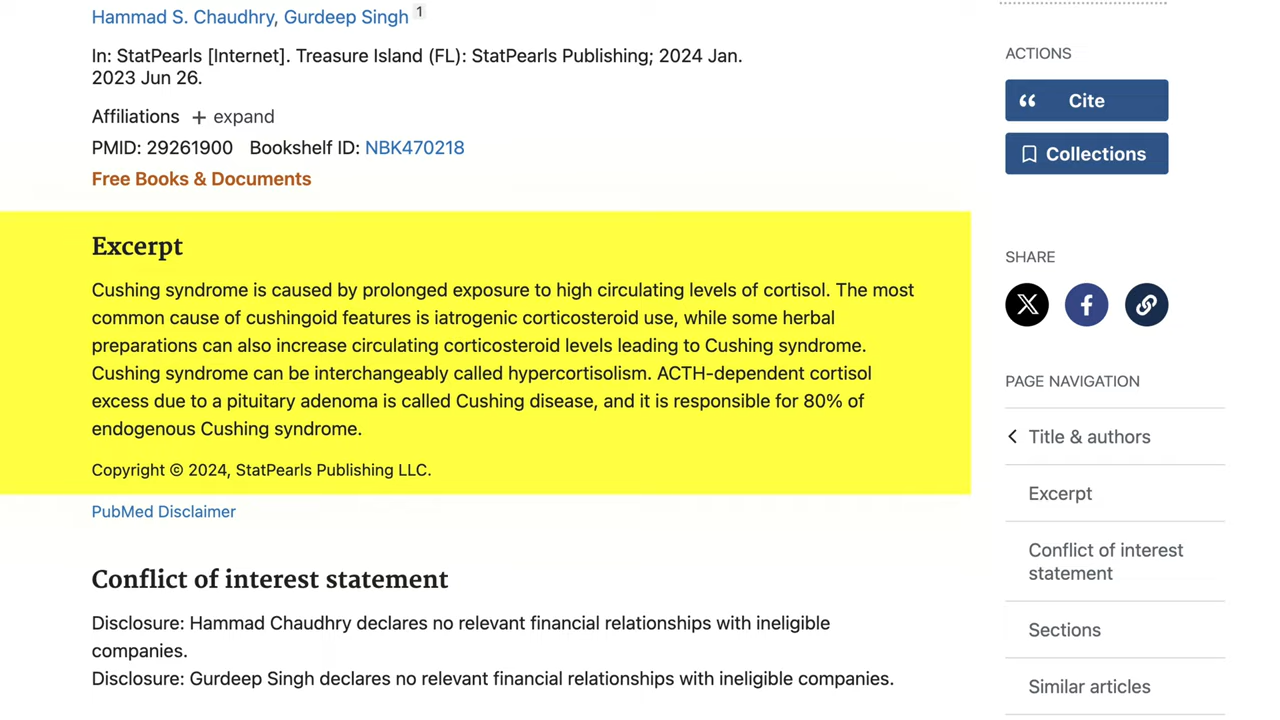 Hammad S. Chaudhry, Gurdeep Singh 1
In: StatPearls [Internet]. Treasure Island (FL): StatPearls Publishing; 2024 Jan.
2023 Jun 26.
Affiliations + expand
PMID: 29261900 Bookshelf ID: NBK470218
Free Books & Documents
Excerpt
Cushing syndrome is caused by prolonged exposure to high circulating levels of cortisol. The most
common cause of cushingoid features is iatrogenic corticosteroid use, while some herbal
preparations can also increase circulating corticosteroid levels leading to Cushing syndrome.
Cushing syndrome can be interchangeably called hypercortisolism. ACTH-dependent cortisol
excess due to a pituitary adenoma is called Cushing disease, and it is responsible for 80% of
endogenous Cushing syndrome.
Copyright © 2024, StatPearls Publishing LLC.
PubMed Disclaimer
Conflict of interest statement
Disclosure: Hammad Chaudhry declares no relevant financial relationships with ineligible
companies.
Disclosure: Gurdeep Singh declares no relevant financial relationships with ineligible companies.
ACTIONS
Cite
Collections
SHARE
PAGE NAVIGATION
Title & authors
Excerpt
Conflict of interest
statement
Sections
Similar articles